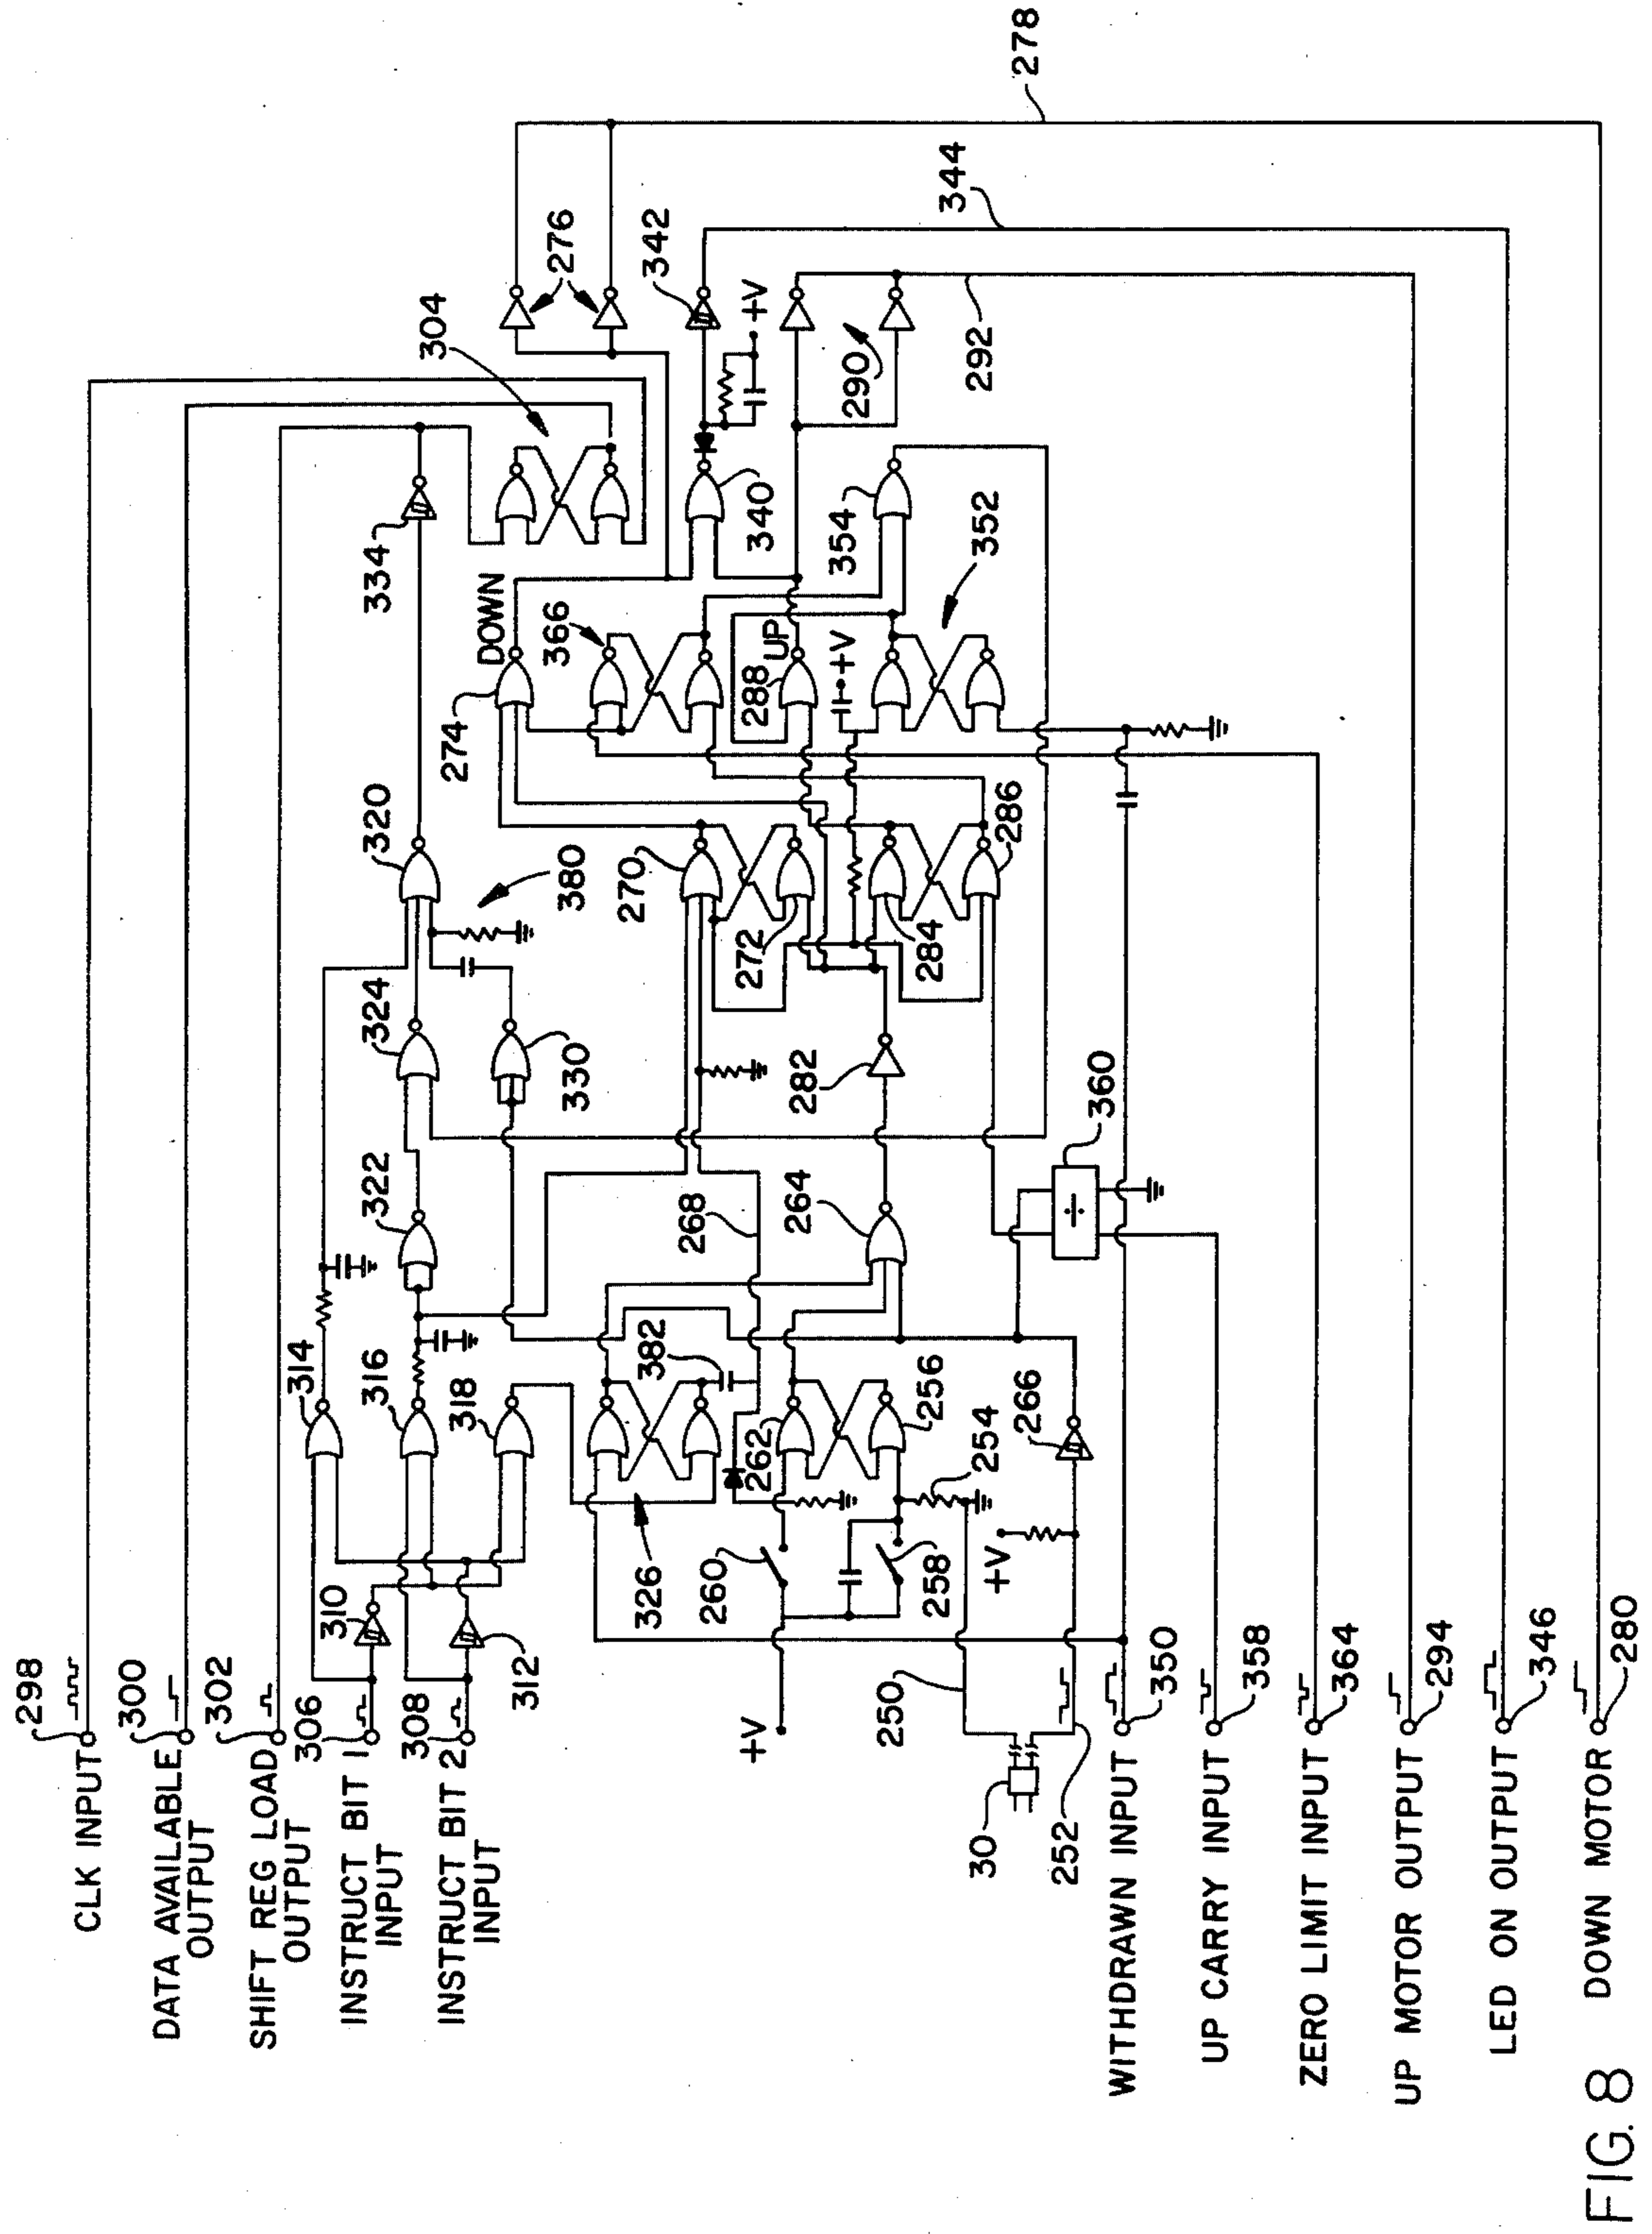 298
CLK INPUT
300
DATA AVAILABLE
OUTPUT
302
SHIFT REG LOAD
OUTPUT
306
INSTRUCT BIT 1
INPUT
308
INSTRUCT BIT 2
INPUT
310
312
314
316
318
320
322
324
326
330
334
380
382
304
276
278
342
344
+V
290
292
340
DOWN
274
366
288
UP
+V
354
352
270
272
284
286
282
268
264
360
262
256
254
266
260
258
+V
+V
250
30
252
WITHDRAWN INPUT
350
UP CARRY INPUT
358
ZERO LIMIT INPUT
364
UP MOTOR OUTPUT
294
LED ON OUTPUT
346
DOWN MOTOR
280
FIG. 8